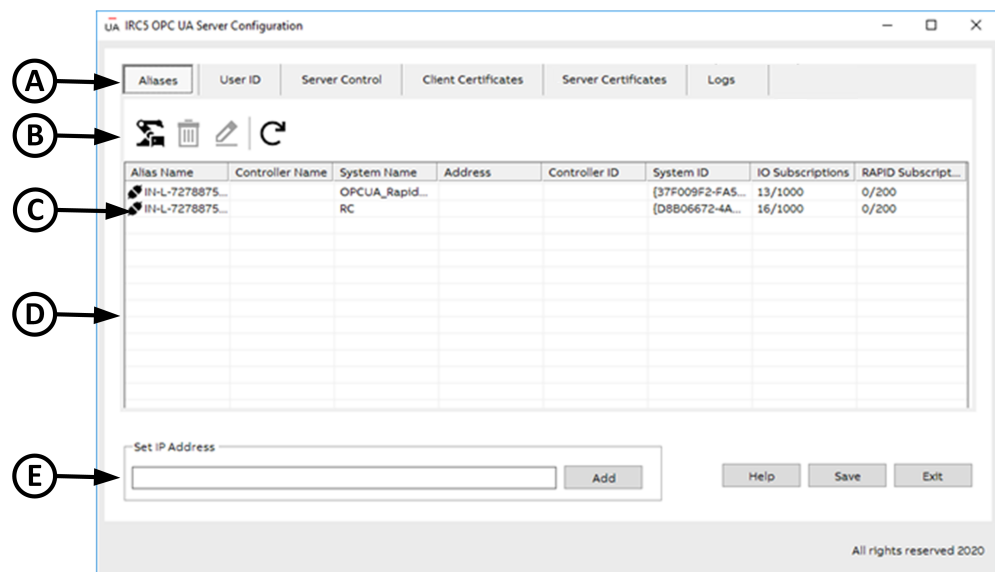 UA IRC5 OPC UA Server Configuration
A Aliases User ID Server Control Client Certificates Server Certificates Logs
B
Alias Name Controller Name System Name Address Controller ID System ID IO Subscriptions RAPID Subscript...
IN-L-7278875... OPCUA_Rapid... {37F009F2-FA5... 13/1000 0/200
C IN-L-7278875... RC {D8B06672-4A... 16/1000 0/200
D
Set IP Address
E Add Help Save Exit
All rights reserved 2020